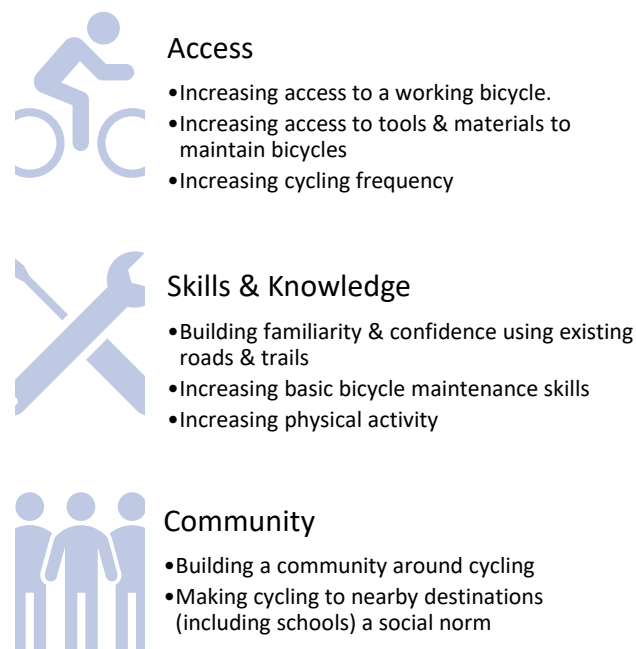 Access
•Increasing access to a working bicycle.
•Increasing access to tools & materials to
maintain bicycles
•Increasing cycling frequency
Skills & Knowledge
•Building familiarity & confidence using existing
roads & trails
•Increasing basic bicycle maintenance skills
•Increasing physical activity
Community
•Building a community around cycling
•Making cycling to nearby destinations
(including schools) a social norm